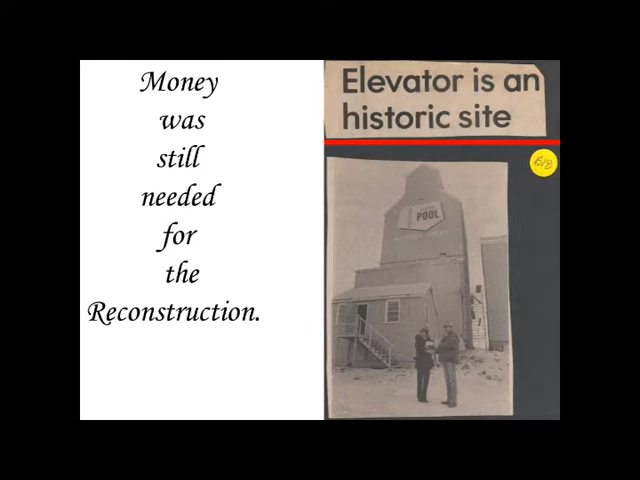 Money
was
still
needed
for
the
Reconstruction.
Elevator is an
historic site
POOL